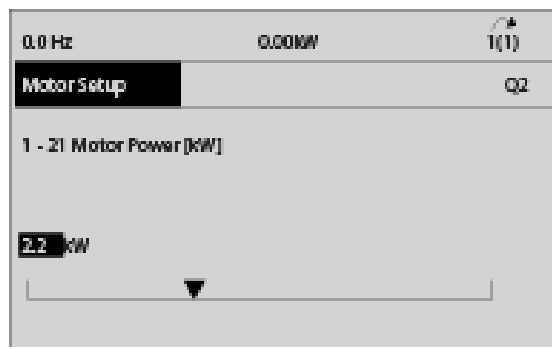 0.0 Hz 0.00kW 1(1)
Motor Setup Q2
1 - 21 Motor Power [kW]
2.2 kW